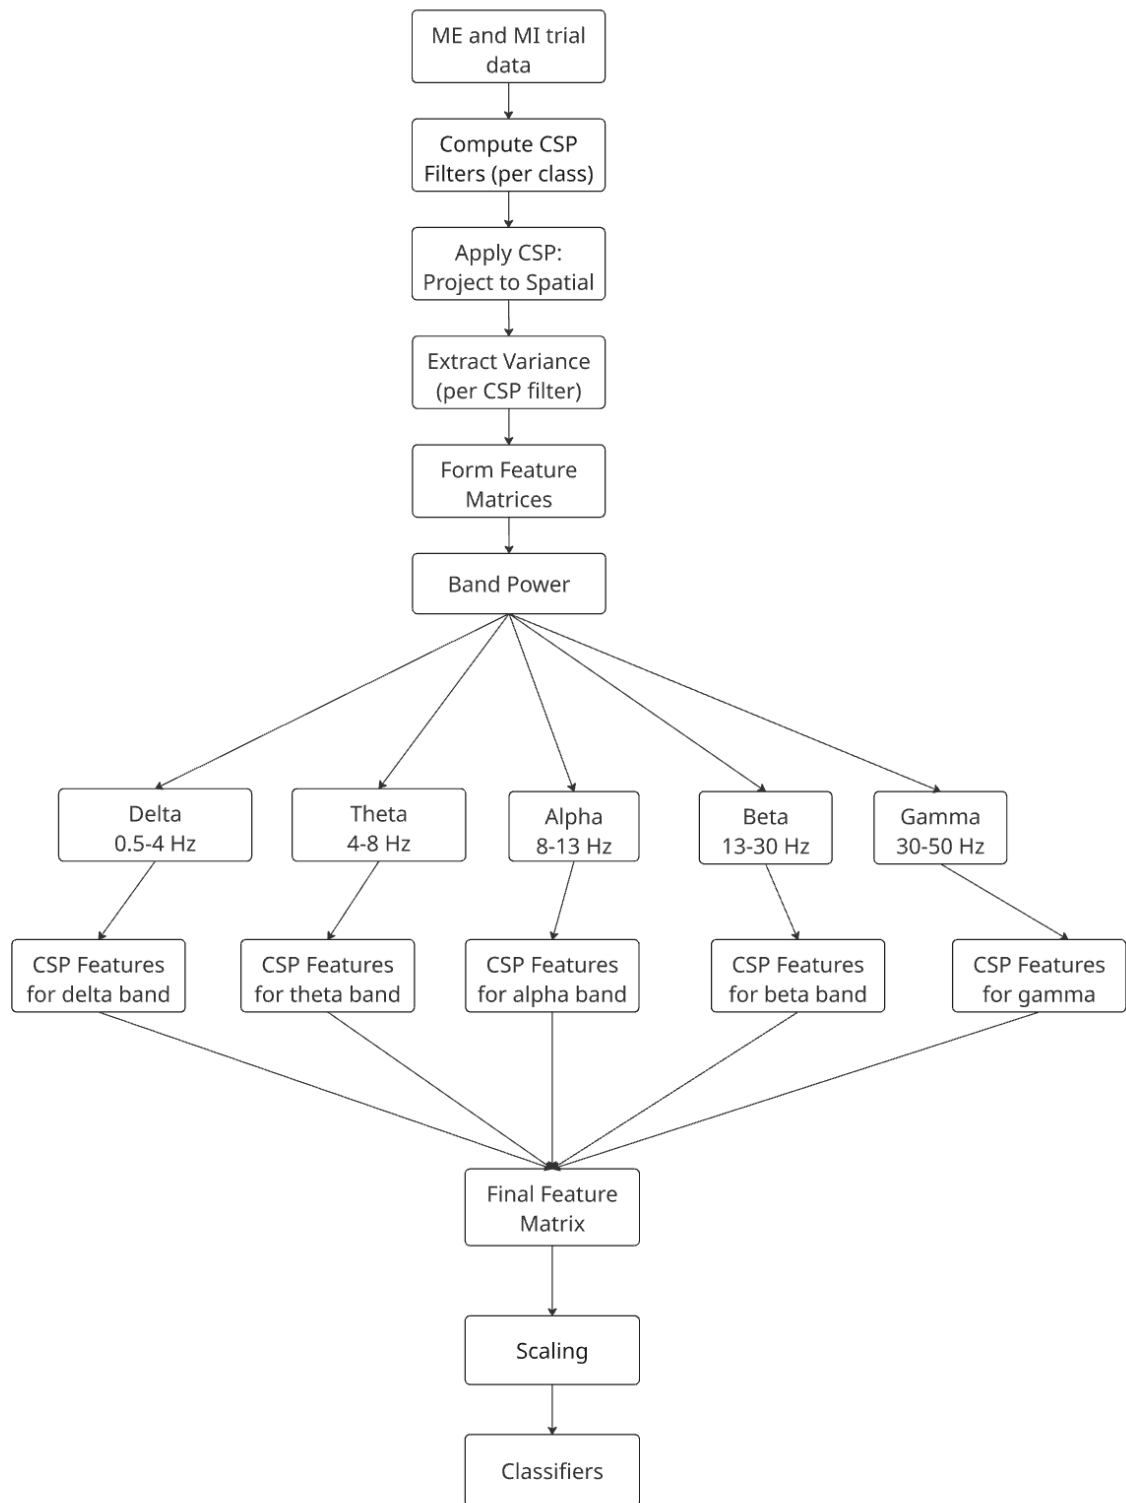 ME and MI trial
data
Compute CSP
Filters (per class)
Apply CSP:
Project to Spatial
Extract Variance
(per CSP filter)
Form Feature
Matrices
Band Power
Delta
0.5-4 Hz
Theta
4-8 Hz
Alpha
8-13 Hz
Beta
13-30 Hz
Gamma
30-50 Hz
CSP Features
for delta band
CSP Features
for theta band
CSP Features
for alpha band
CSP Features
for beta band
CSP Features
for gamma
Final Feature
Matrix
Scaling
Classifiers